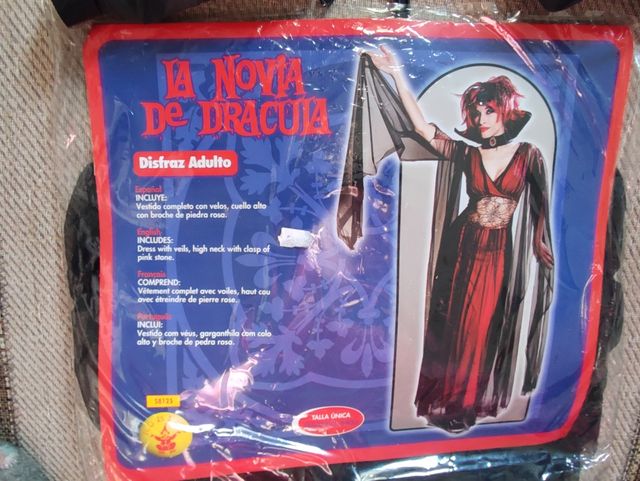 LA NOVIA
DE DRACULA
Disfraz Adulto
Español
INCLUYE:
Vestido completo con velos, cuello alto
con broche de piedra rosa.
English
INCLUDES:
Dress with veils, high neck with clasp of
pink stone.
Français
COMPREND:
Vêtement complet avec voiles, haut cou
avec étreindre de pierre rose.
Portugués
INCLUI:
Vestido com véus, garganthila com colo
alto y broche de pedra rosa.
S8125
TALLA ÚNICA